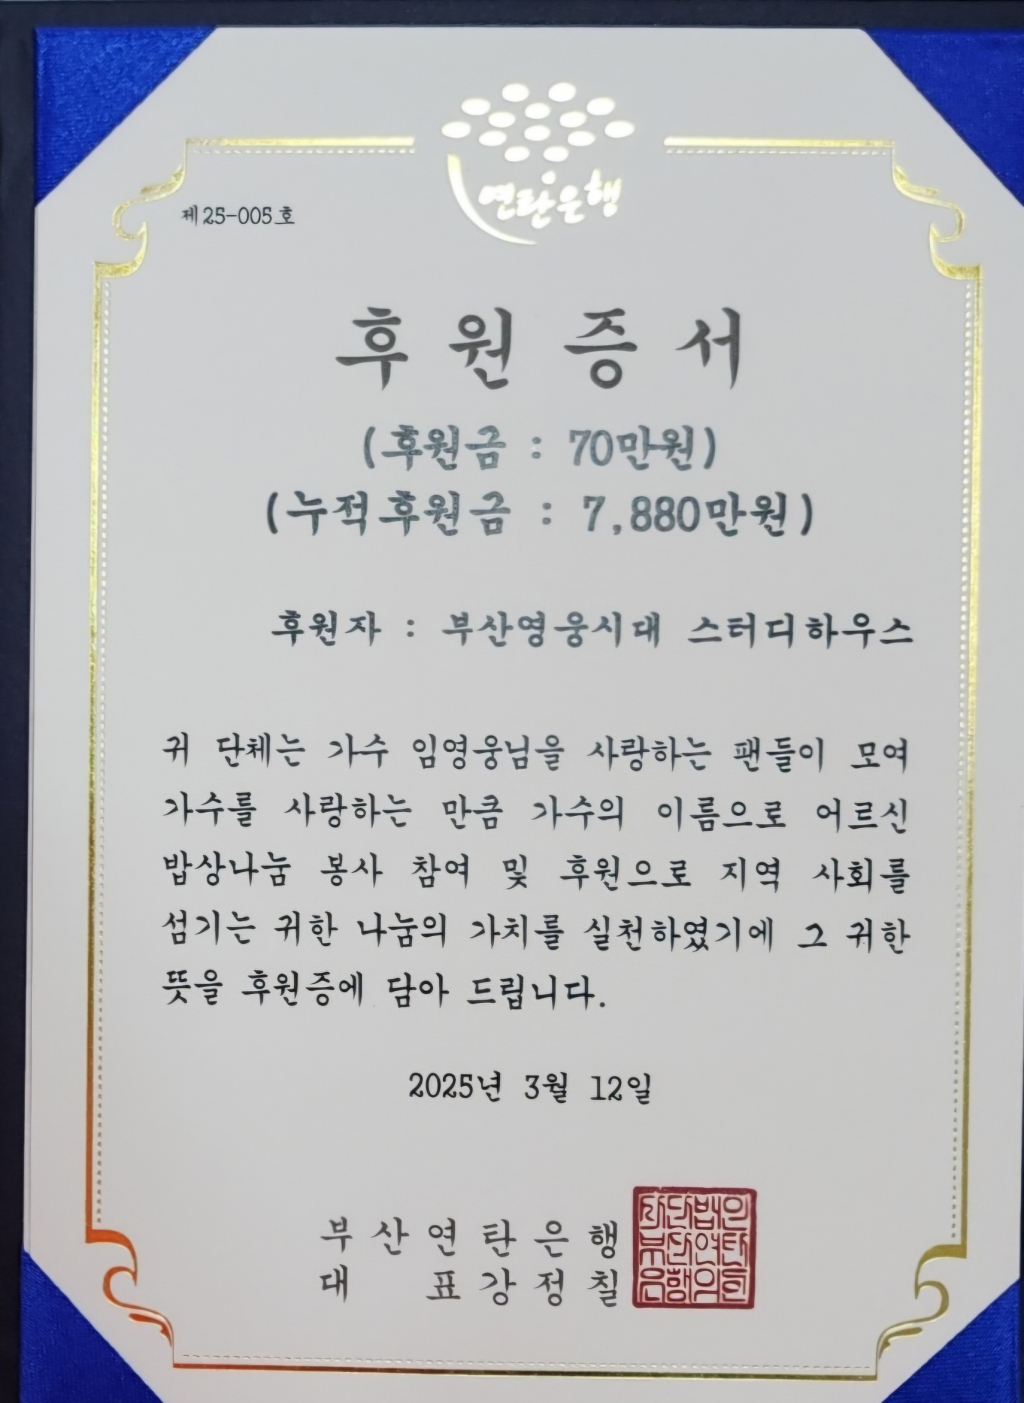 연탄은행
제25-005호
후원증서
(후원금 : 70만원)
(누적후원금 : 7,880만원)
후원자 : 부산영웅시대 스터디하우스
귀 단체는 가수 임영웅님을 사랑하는 팬들이 모여
가수를 사랑하는 만큼 가수의 이름으로 어르신
밥상나눔 봉사 참여 및 후원으로 지역 사회를
섬기는 귀한 나눔의 가치를 실천하였기에 그 귀한
뜻을 후원증에 담아 드립니다.
2025년 3월 12일
부산연탄은행
대 표강정칠
사단법인
부산연탄